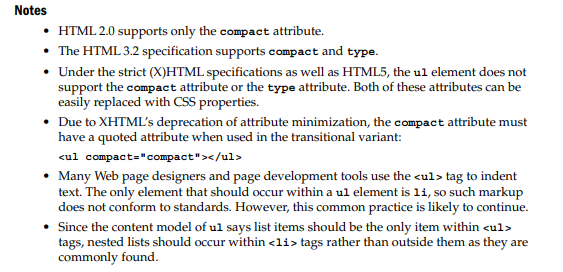 Notes
• HTML 2.0 supports only the compact attribute.
• The HTML 3.2 specification supports compact and type.
• Under the strict (X)HTML specifications as well as HTML5, the ul element does not
support the compact attribute or the type attribute. Both of these attributes can be
easily replaced with CSS properties.
• Due to XHTML's deprecation of attribute minimization, the compact attribute must
have a quoted attribute when used in the transitional variant:
<ul compact="compact"></ul>
• Many Web page designers and page development tools use the <ul> tag to indent
text. The only element that should occur within a ul element is li, so such markup
does not conform to standards. However, this common practice is likely to continue.
• Since the content model of ul says list items should be the only item within <ul>
tags, nested lists should occur within <li> tags rather than outside them as they are
commonly found.